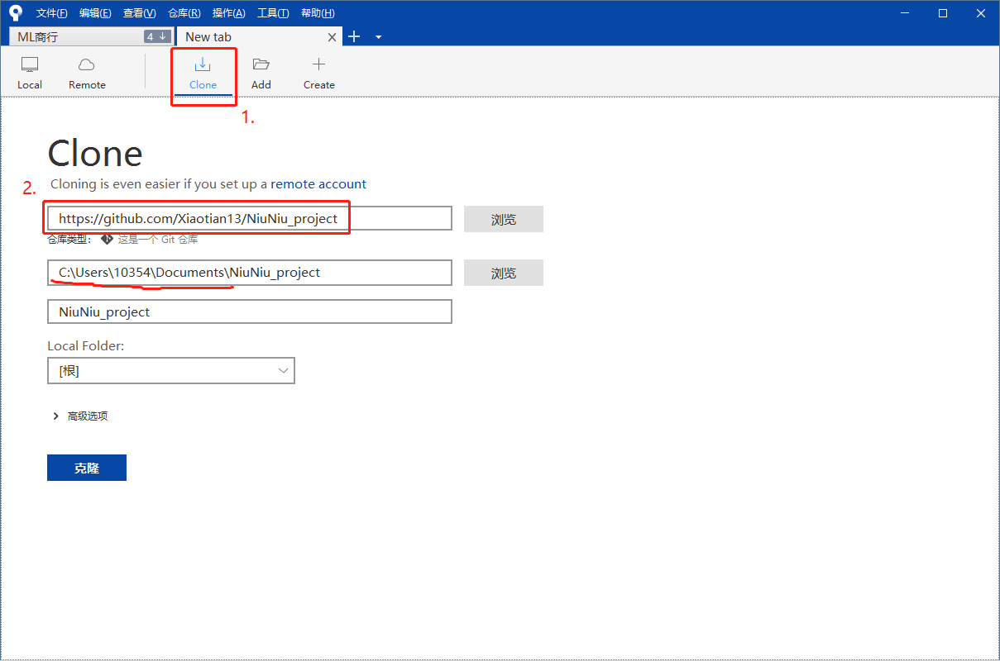 文件(F) 编辑(E) 查看(V) 仓库(R) 操作(A) 工具(T) 帮助(H)
ML商行 4 New tab
Local Remote Clone Add Create
1.
Clone
2. Cloning is even easier if you set up a remote account
https://github.com/Xiaotian13/NiuNiu_project 浏览
仓库类型: 这是一个 Git 仓库
C:\Users\10354\Documents\NiuNiu_project 浏览
NiuNiu_project
Local Folder:
[根]
高级选项
克隆